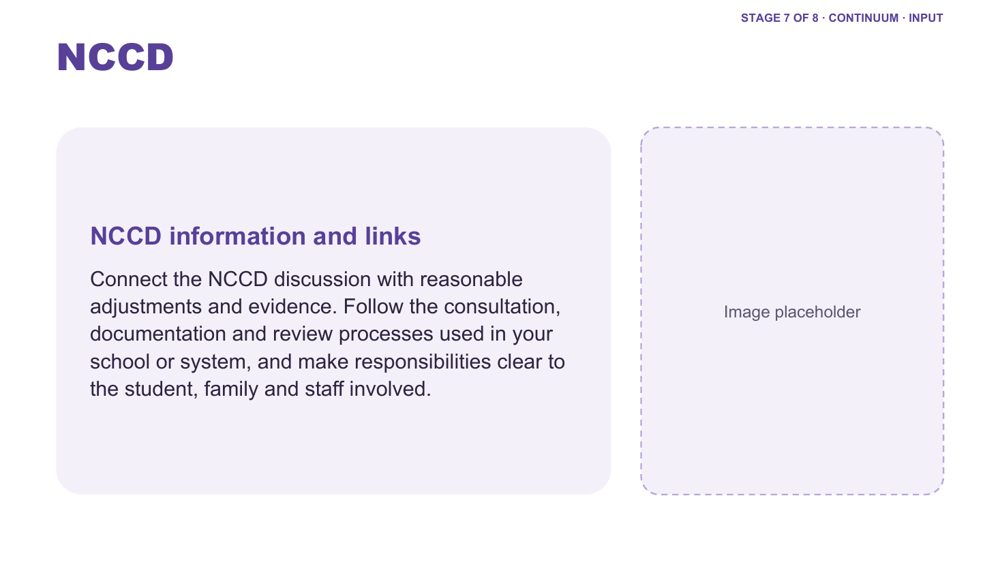 STAGE 7 OF 8 · CONTINUUM · INPUT
NCCD
NCCD information and links
Connect the NCCD discussion with reasonable
adjustments and evidence. Follow the consultation,
documentation and review processes used in your
school or system, and make responsibilities clear to
the student, family and staff involved.
Image placeholder